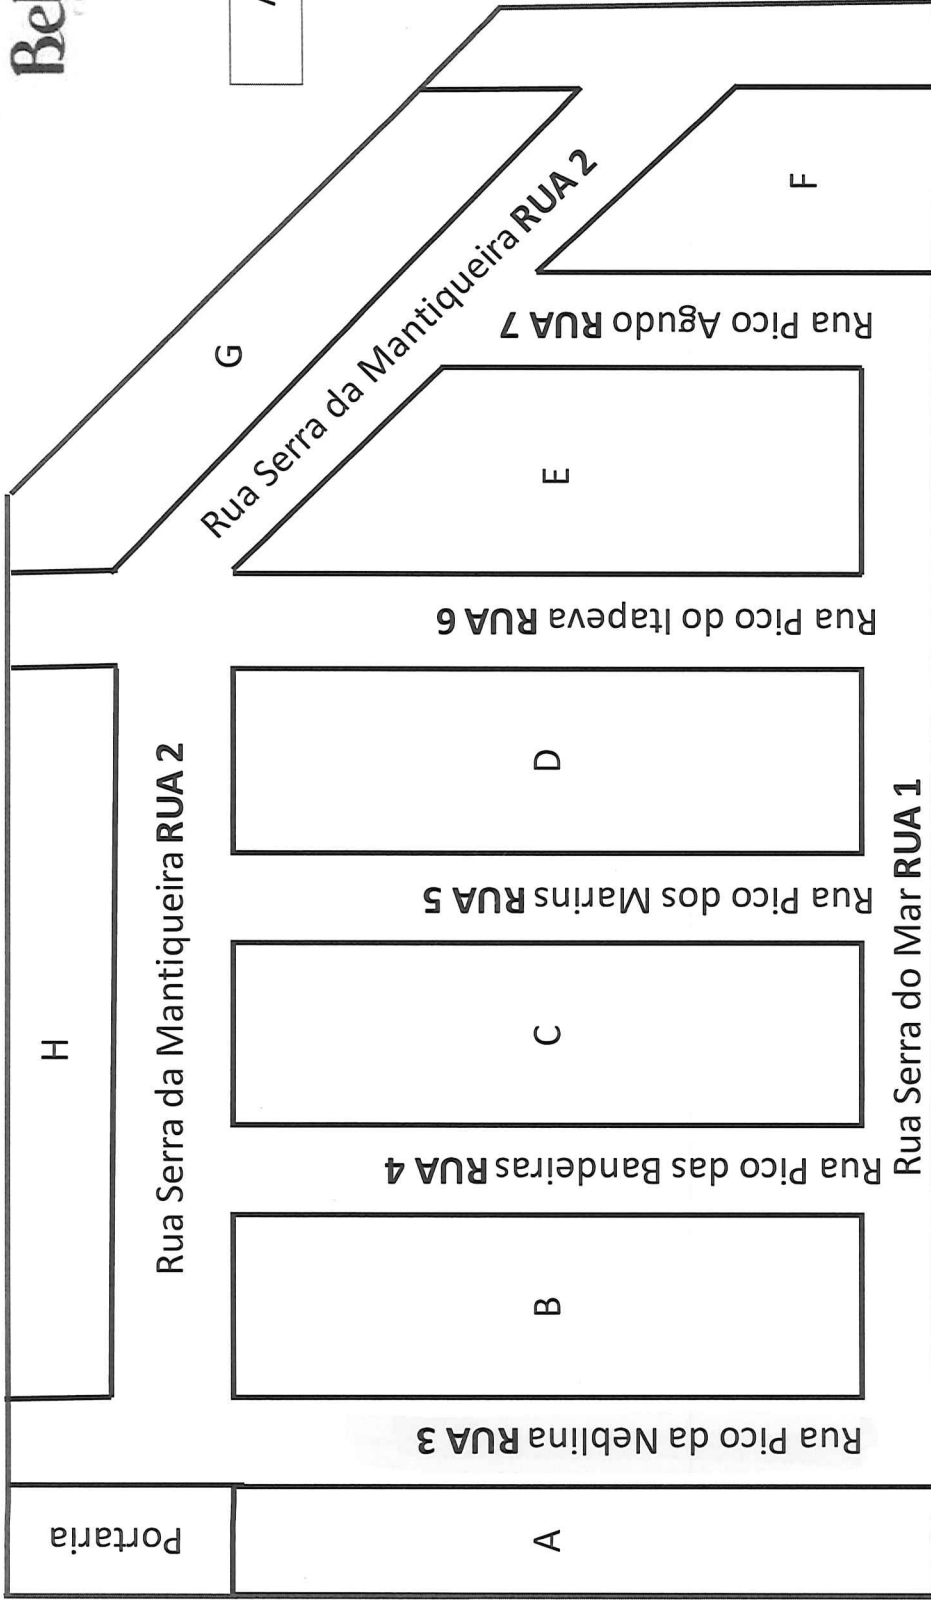 Bel
H
G
Rua Serra da Mantiqueira RUA 2
Rua Serra da Mantiqueira RUA 2
Portaria
A
Rua Pico da Neblina RUA 3
B
Rua Pico das Bandeiras RUA 4
C
Rua Pico dos Marins RUA 5
D
Rua Pico do Itapeva RUA 6
E
Rua Pico Agudo RUA 7
F
Rua Serra do Mar RUA 1